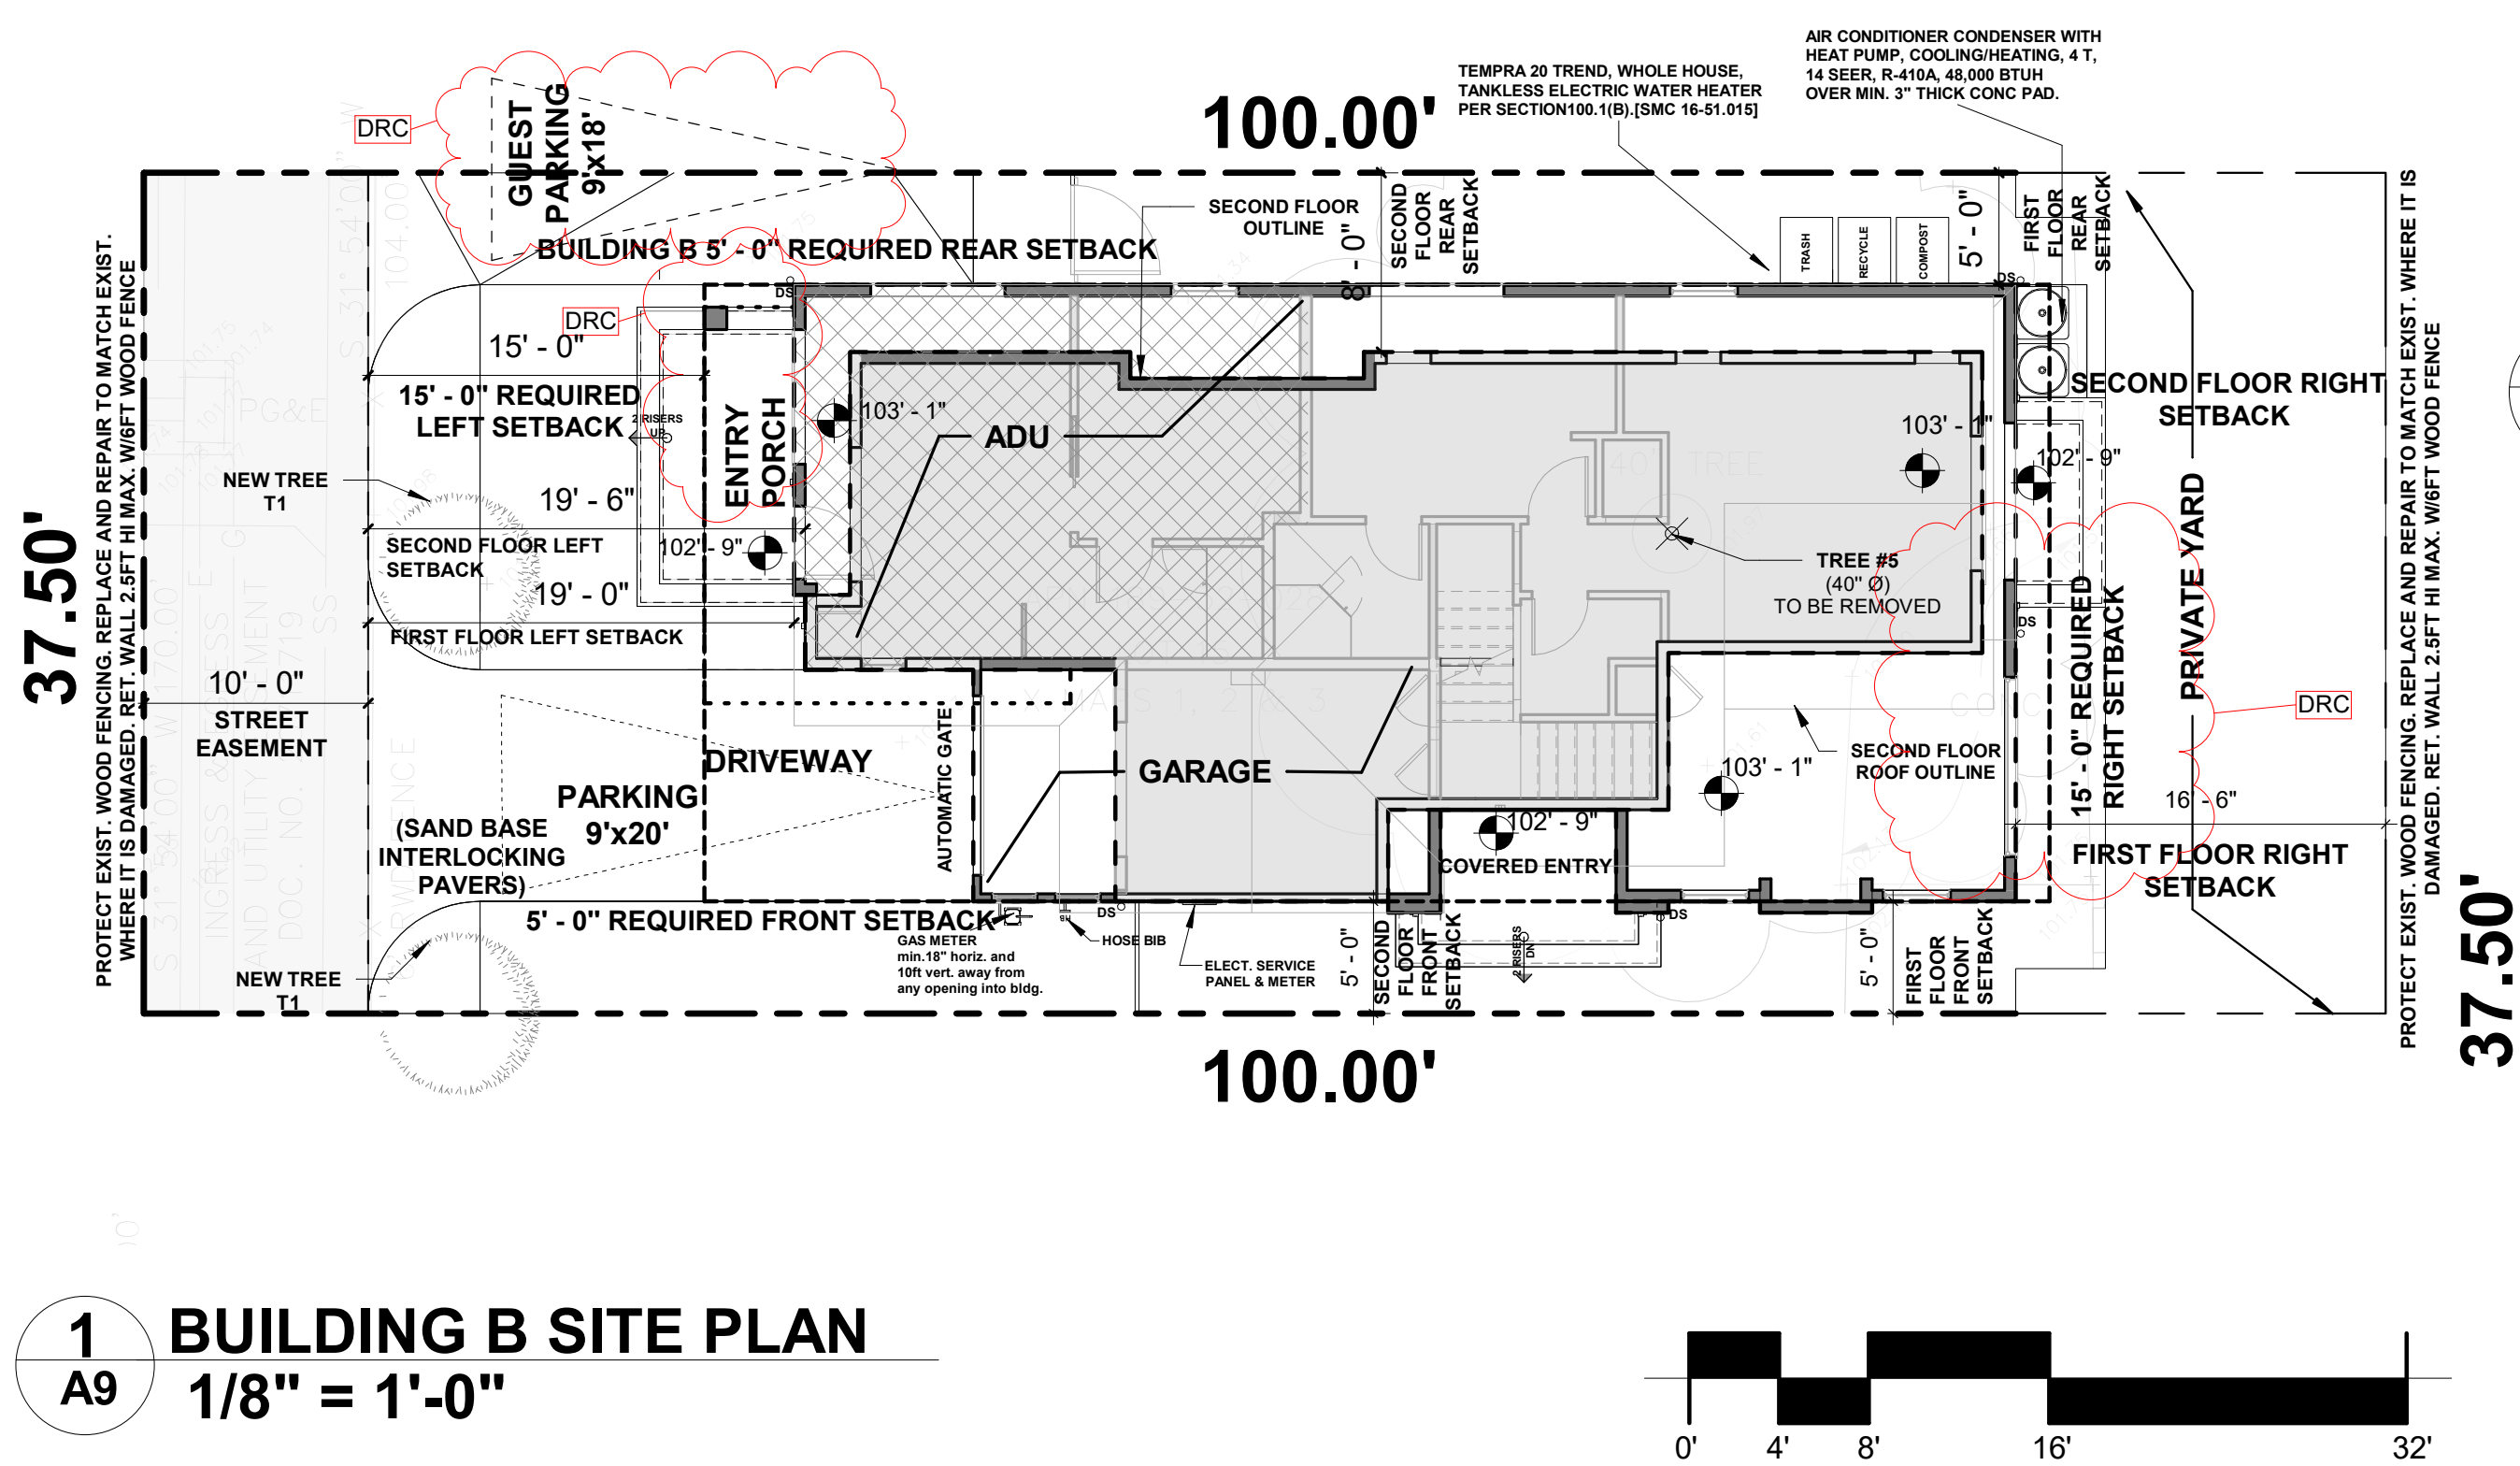 AIR CONDITIONER CONDENSER WITH
HEAT PUMP, COOLING/HEATING, 4 T,
14 SEER, R-410A, 48,000 BTUH
OVER MIN. 3" THICK CONC PAD.
TEMPRA 20 TREND, WHOLE HOUSE,
TANKLESS ELECTRIC WATER HEATER
PER SECTION100.1(B).[SMC 16-51.015]
100.00'
DRC
GUEST
PARKING
9'x18'
SECOND FLOOR
OUTLINE
8' - 0"
SECOND
FLOOR
REAR
SETBACK
TRASH
RECYCLE
COMPOST
5' - 0"
FIRST
FLOOR
REAR
SETBACK
BUILDING B 5' - 0" REQUIRED REAR SETBACK
DS
DS
DRC
PROTECT EXIST. WOOD FENCING. REPLACE AND REPAIR TO MATCH EXIST.
WHERE IT IS DAMAGED. RET. WALL 2.5FT HI MAX. W/6FT WOOD FENCE
37.50'
15' - 0"
15' - 0" REQUIRED
LEFT SETBACK
2 RISERS
UP
ENTRY
PORCH
103' - 1"
ADU
103' - 1"
SECOND FLOOR RIGHT
SETBACK
102' - 9"
NEW TREE
T1
19' - 6"
SECOND FLOOR LEFT
SETBACK
102' - 9"
19' - 0"
FIRST FLOOR LEFT SETBACK
PG&E
40" TREE
TREE #5
(40" Ø)
TO BE REMOVED
DS
PRIVATE YARD
15' - 0" REQUIRED
RIGHT SETBACK
10' - 0"
STREET
EASEMENT
DRC
DRIVEWAY
AUTOMATIC GATE
GARAGE
SECOND FLOOR
ROOF OUTLINE
103' - 1"
PARKING
9'x20'
(SAND BASE
INTERLOCKING
PAVERS)
102' - 9"
COVERED ENTRY
16' - 6"
FIRST FLOOR RIGHT
SETBACK
5' - 0" REQUIRED FRONT SETBACK
DS
DS
GAS METER
min.18" horiz. and
10ft vert. away from
any opening into bldg.
HOSE BIB
ELECT. SERVICE
PANEL & METER
5' - 0"
SECOND
FLOOR
FRONT
SETBACK
2 RISERS
DN
5' - 0"
FIRST
FLOOR
FRONT
SETBACK
NEW TREE
T1
PROTECT EXIST. WOOD FENCING. REPLACE AND REPAIR TO MATCH EXIST. WHERE IT IS
DAMAGED. RET. WALL 2.5FT HI MAX. W/6FT WOOD FENCE
37.50'
100.00'
1
A9
BUILDING B SITE PLAN
1/8" = 1'-0"
0' 4' 8' 16' 32'